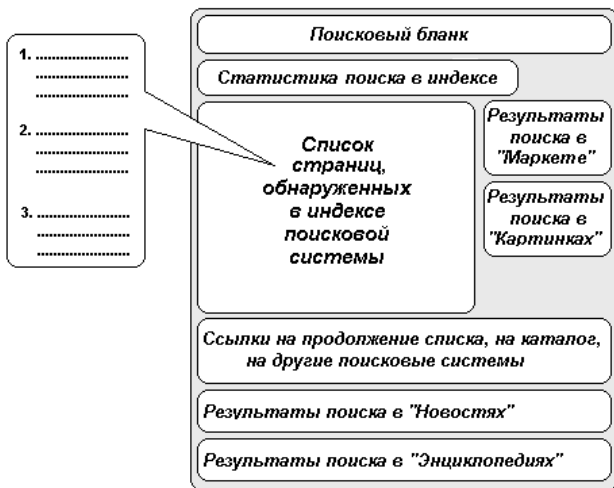 1. ........................
........................
........................
2. ........................
........................
........................
3. ........................
........................
........................
Поисковый бланк
Статистика поиска в индексе
Список
страниц,
обнаруженных
в индексе
поисковой
системы
Результаты
поиска в
"Маркете"
Результаты
поиска в
"Картинках"
Ссылки на продолжение списка, на каталог,
на другие поисковые системы
Результаты поиска в "Новостях"
Результаты поиска в "Энциклопедиях"